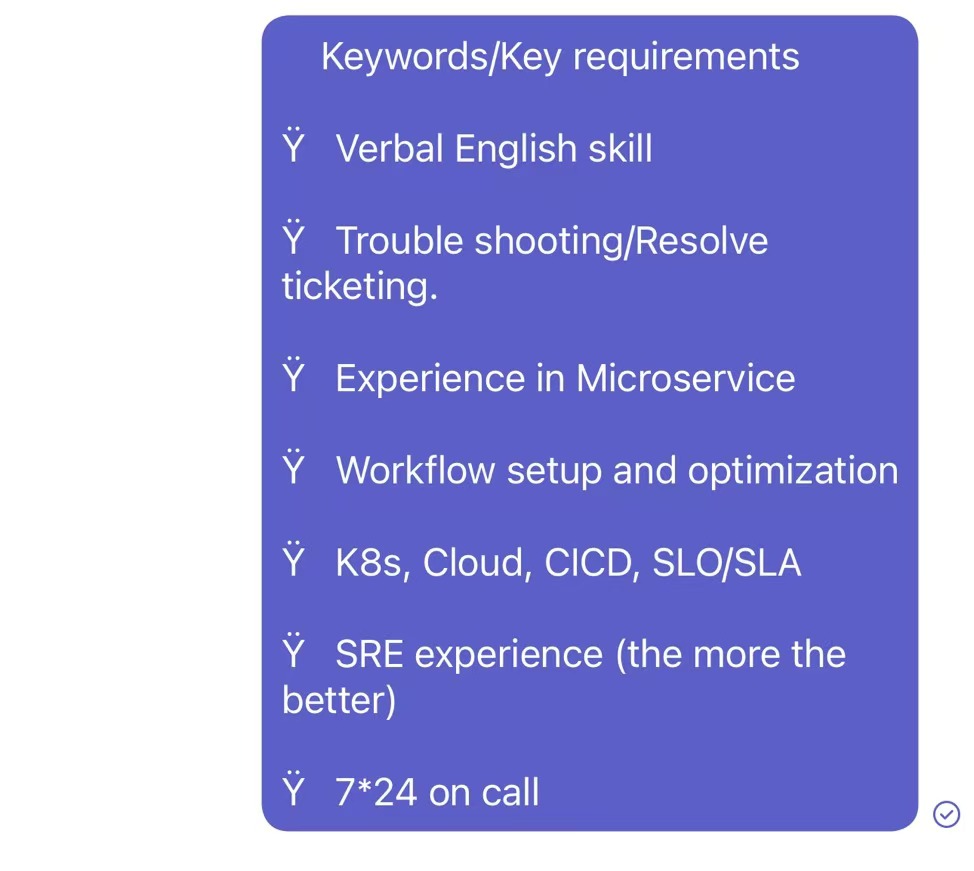 Keywords/Key requirements
Ÿ Verbal English skill
Ÿ Trouble shooting/Resolve
ticketing.
Ÿ Experience in Microservice
Ÿ Workflow setup and optimization
Ÿ K8s, Cloud, CICD, SLO/SLA
Ÿ SRE experience (the more the
better)
Ÿ 7*24 on call